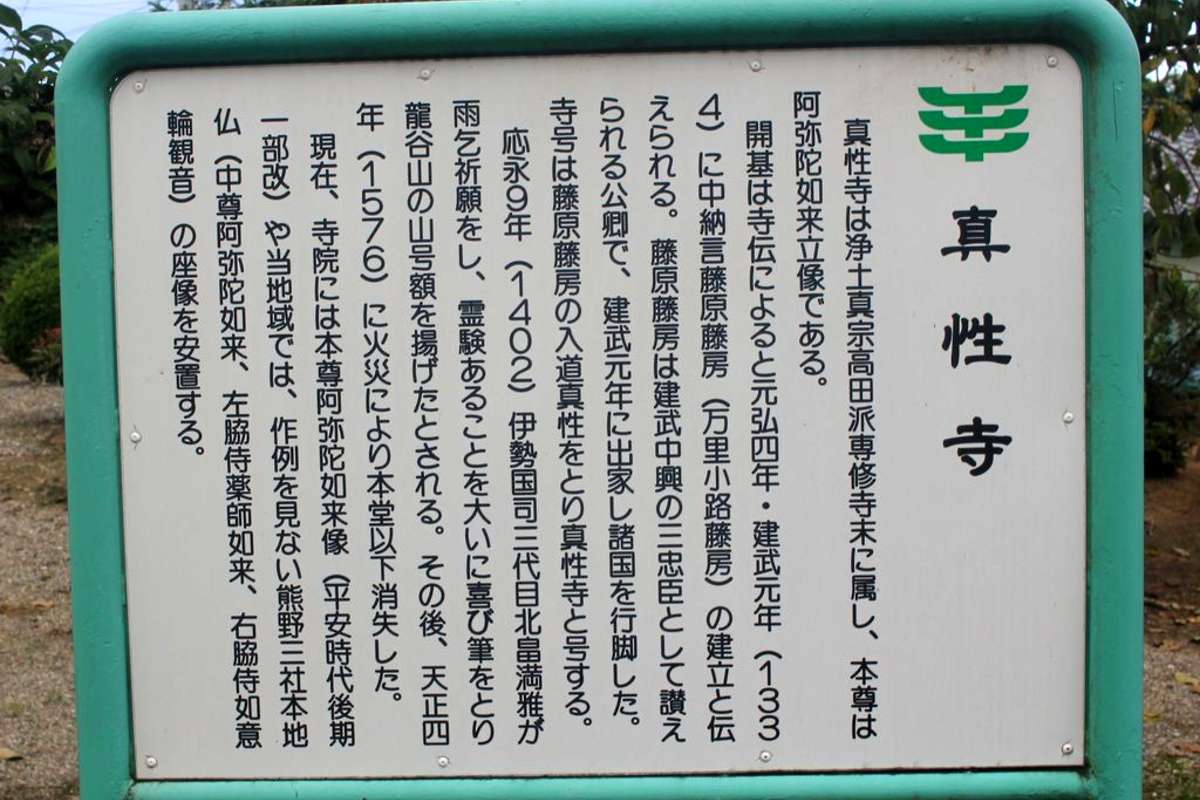 真性寺
真性寺は浄土真宗高田派専修寺末に属し、本尊は
阿弥陀如来立像である。
開基は寺伝によると元弘四年・建武元年（133
4）に中納言藤原藤房（万里小路藤房）の建立と伝
えられる。藤原藤房は建武中興の三忠臣として讃え
られる公卿で、建武元年に出家し諸国を行脚した。
寺号は藤原藤房の入道真性をとり真性寺と号する。
応永9年（1402）伊勢国司三代目北畠満雅が
雨乞祈願をし、霊験あることを大いに喜び筆をとり
龍谷山の山号額を揚げたとされる。その後、天正四
年（1576）に火災により本堂以下消失した。
現在、寺院には本尊阿弥陀如来像（平安時代後期
一部改）や当地域では、作例を見ない熊野三社本地
仏（中尊阿弥陀如来、左脇侍薬師如来、右脇侍如意
輪観音）の座像を安置する。